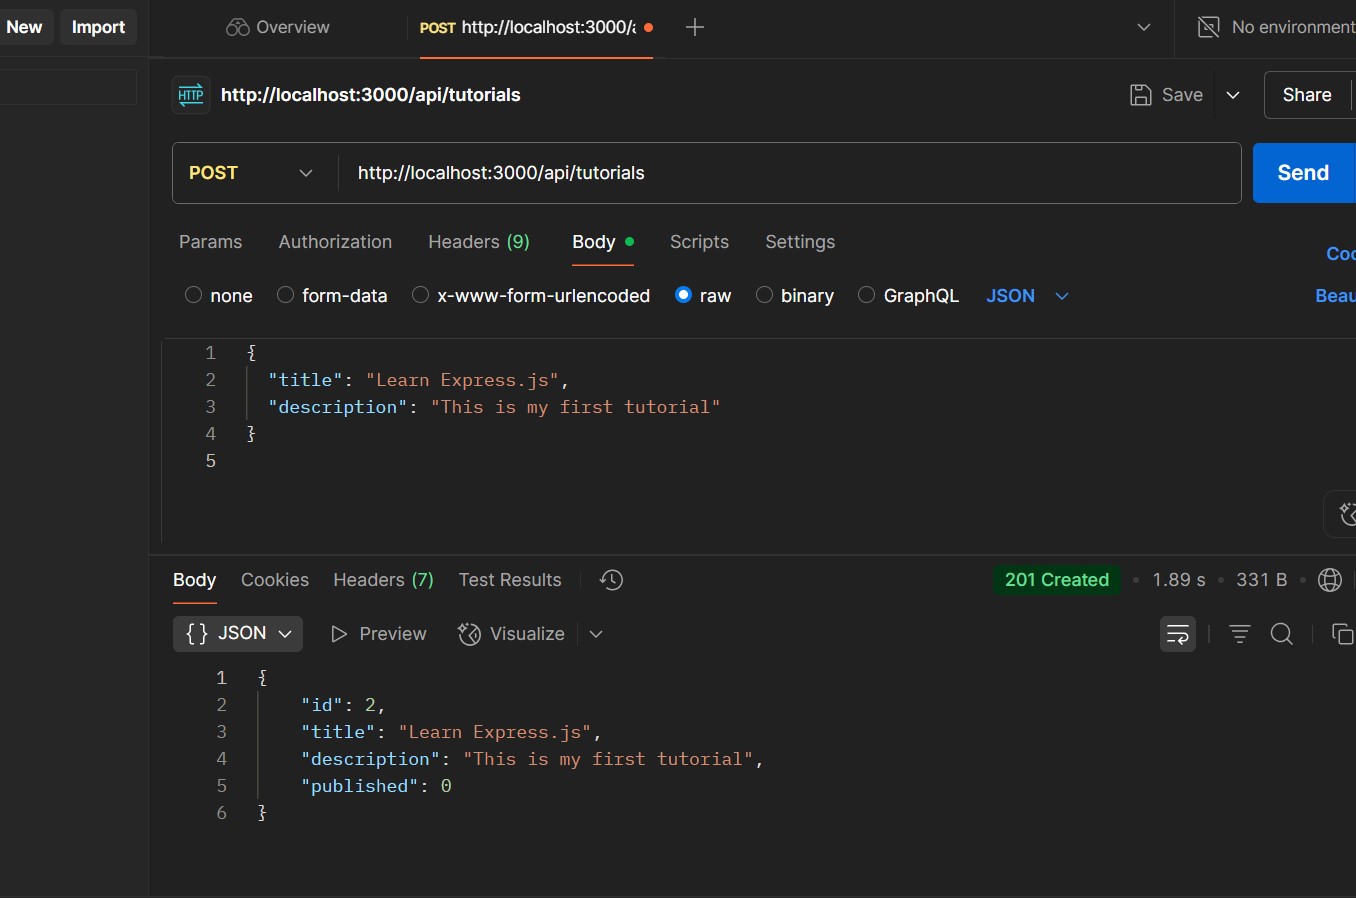 New Import
Overview POST http://localhost:3000/a No environment
HTTP http://localhost:3000/api/tutorials Save Share
POST http://localhost:3000/api/tutorials Send
Params Authorization Headers (9) Body Scripts Settings Coo
none form-data x-www-form-urlencoded raw binary GraphQL JSON Beau
1 {
2 "title": "Learn Express.js",
3 "description": "This is my first tutorial"
4 }
5
Body Cookies Headers (7) Test Results 201 Created • 1.89 s • 331 B •
{} JSON Preview Visualize
1 {
2 "id": 2,
3 "title": "Learn Express.js",
4 "description": "This is my first tutorial",
5 "published": 0
6 }